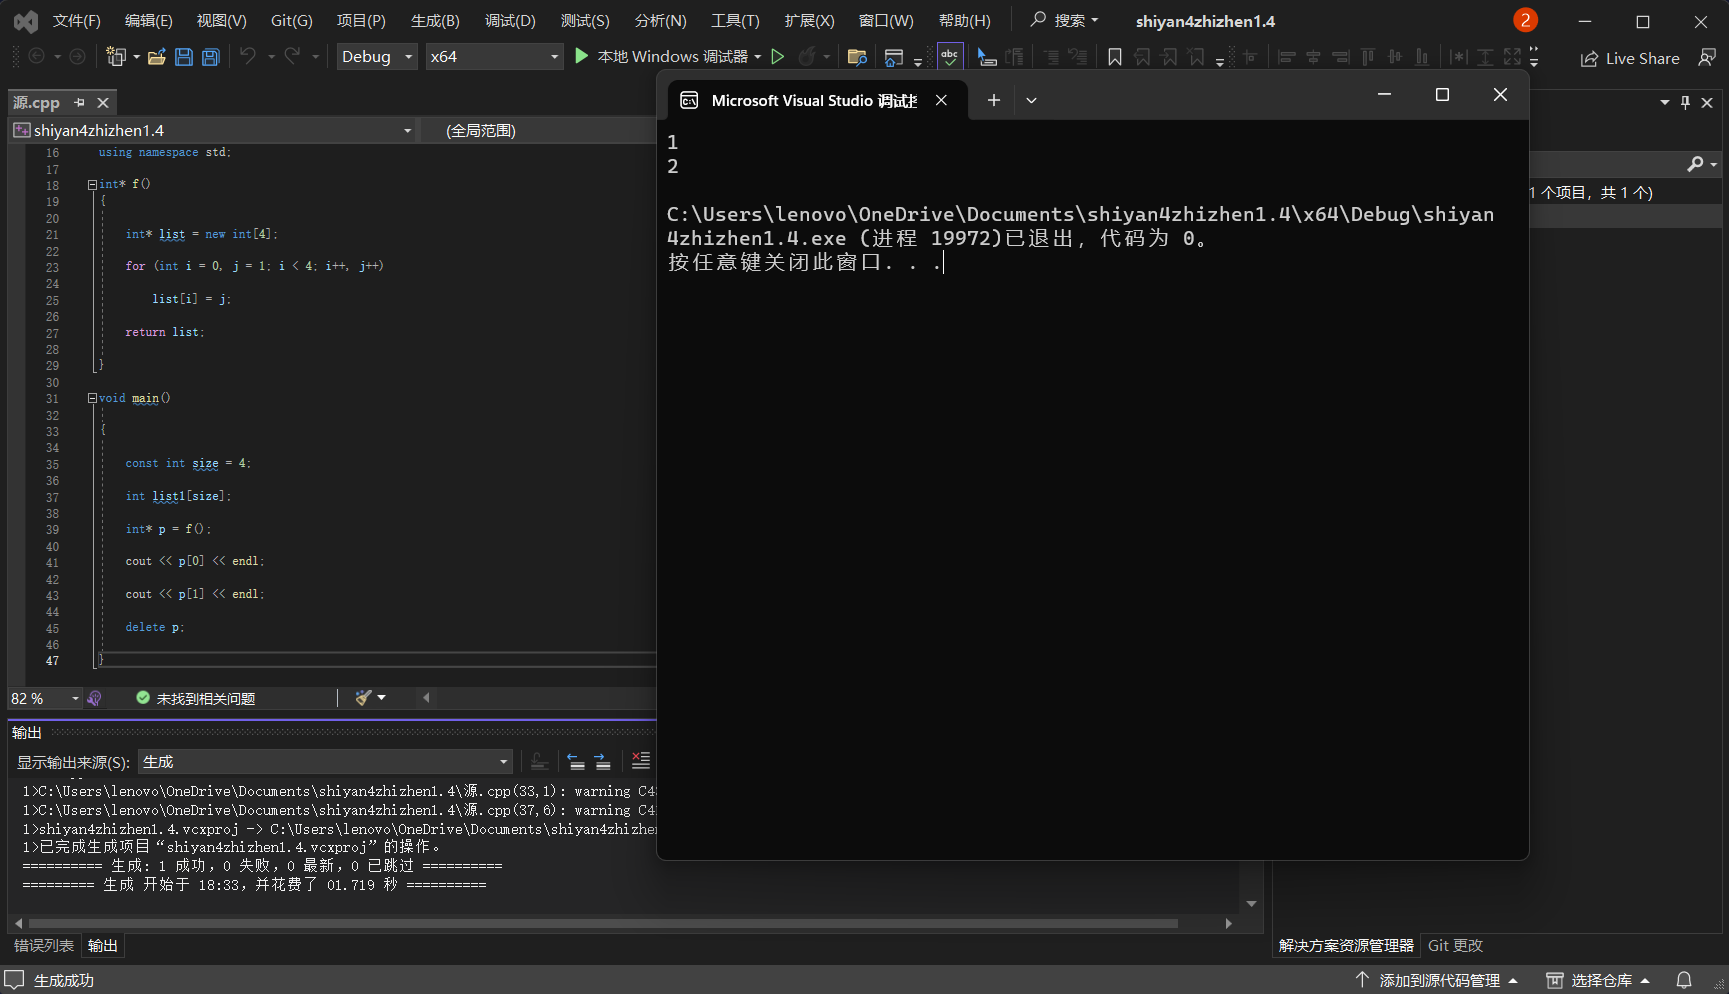 文件(F) 编辑(E) 视图(V) Git(G) 项目(P) 生成(B) 调试(D) 测试(S) 分析(N) 工具(T) 扩展(X) 窗口(W) 帮助(H) 搜索 shiyan4zhizhen1.4 2
Debug x64 本地 Windows 调试器 abc Live Share
源.cpp
shiyan4zhizhen1.4 (全局范围)
16 using namespace std;
17
18 int* f()
19 {
20
21 int* list = new int[4];
22
23 for (int i = 0, j = 1; i < 4; i++, j++)
24
25 list[i] = j;
26
27 return list;
28
29 }
30
31 void main()
32
33 {
34
35 const int size = 4;
36
37 int list1[size];
38
39 int* p = f();
40
41 cout << p[0] << endl;
42
43 cout << p[1] << endl;
44
45 delete p;
46
47 }
82 % 未找到相关问题
输出
显示输出来源(S): 生成
1>C:\Users\lenovo\OneDrive\Documents\shiyan4zhizhen1.4\源.cpp(33,1): warning C4
1>C:\Users\lenovo\OneDrive\Documents\shiyan4zhizhen1.4\源.cpp(37,6): warning C4
1>shiyan4zhizhen1.4.vcxproj -> C:\Users\lenovo\OneDrive\Documents\shiyan4zhizhen
1>已完成生成项目“shiyan4zhizhen1.4.vcxproj”的操作。
========== 生成: 1 成功，0 失败，0 最新，0 已跳过 ==========
========= 生成 开始于 18:33，并花费了 01.719 秒 ==========
错误列表 输出
生成成功
Microsoft Visual Studio 调试
1
2
C:\Users\lenovo\OneDrive\Documents\shiyan4zhizhen1.4\x64\Debug\shiyan
4zhizhen1.4.exe (进程 19972)已退出，代码为 0。
按任意键关闭此窗口. . .
1 个项目，共 1 个)
解决方案资源管理器 Git 更改
添加到源代码管理 选择仓库